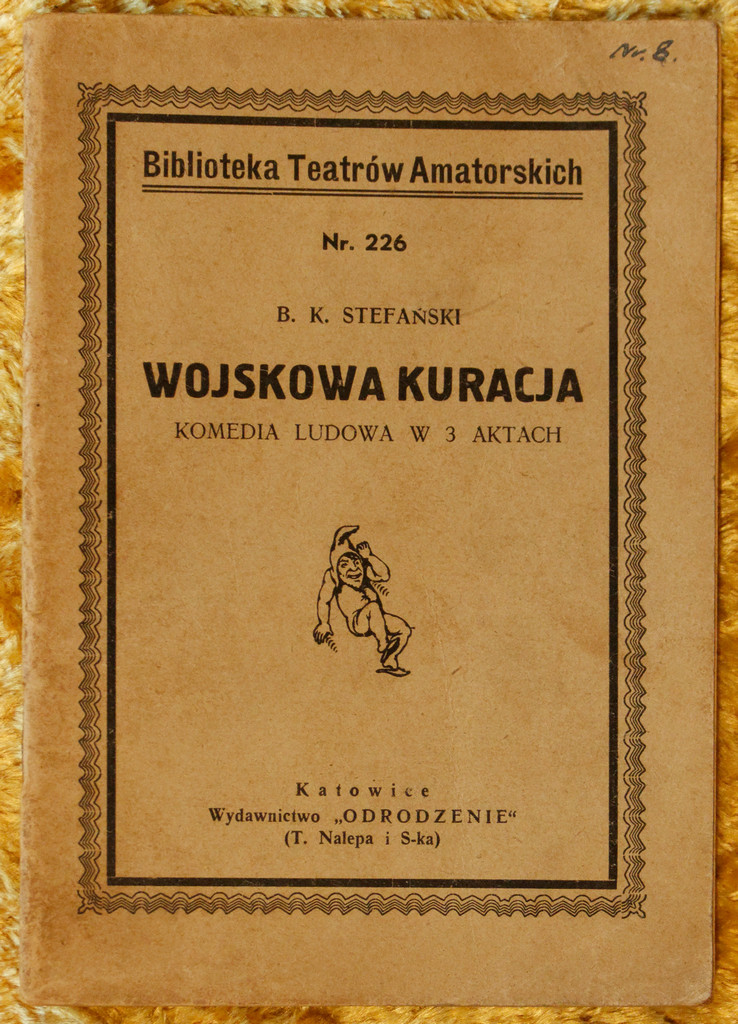 Nr. 8.
Biblioteka Teatrów Amatorskich
Nr. 226
B. K. STEFAŃSKI
WOJSKOWA KURACJA
KOMEDIA LUDOWA W 3 AKTACH
Katowice
Wydawnictwo „ODRODZENIE“
(T. Nalepa i S-ka)